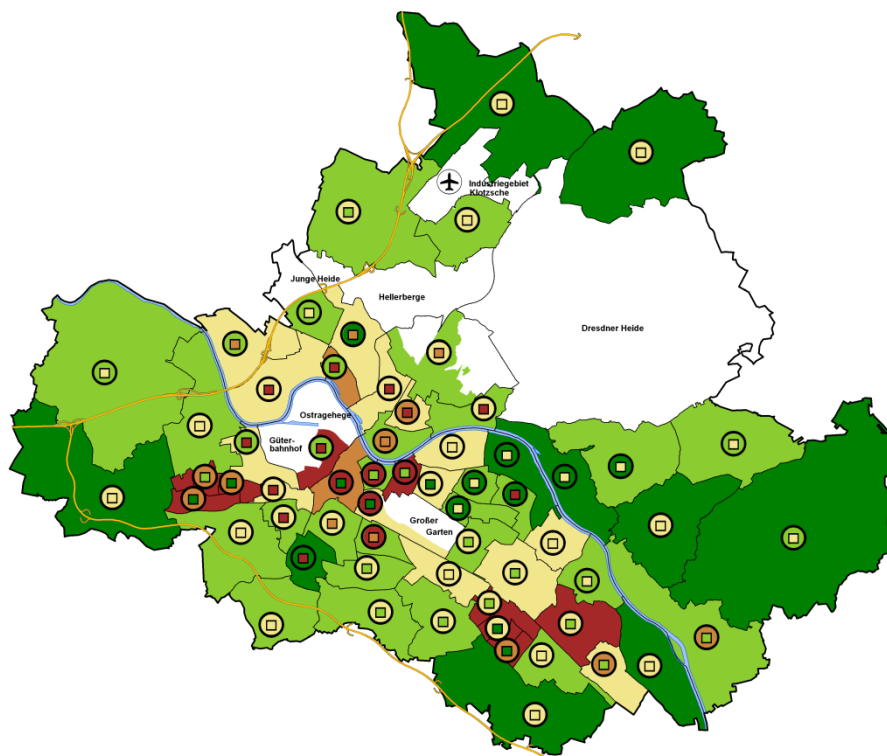 Industriegebiet
Klotzsche
Junge Heide
Hellerberge
Dresdner Heide
Ostragehege
Güter-
bahnhof
Großer
Garten